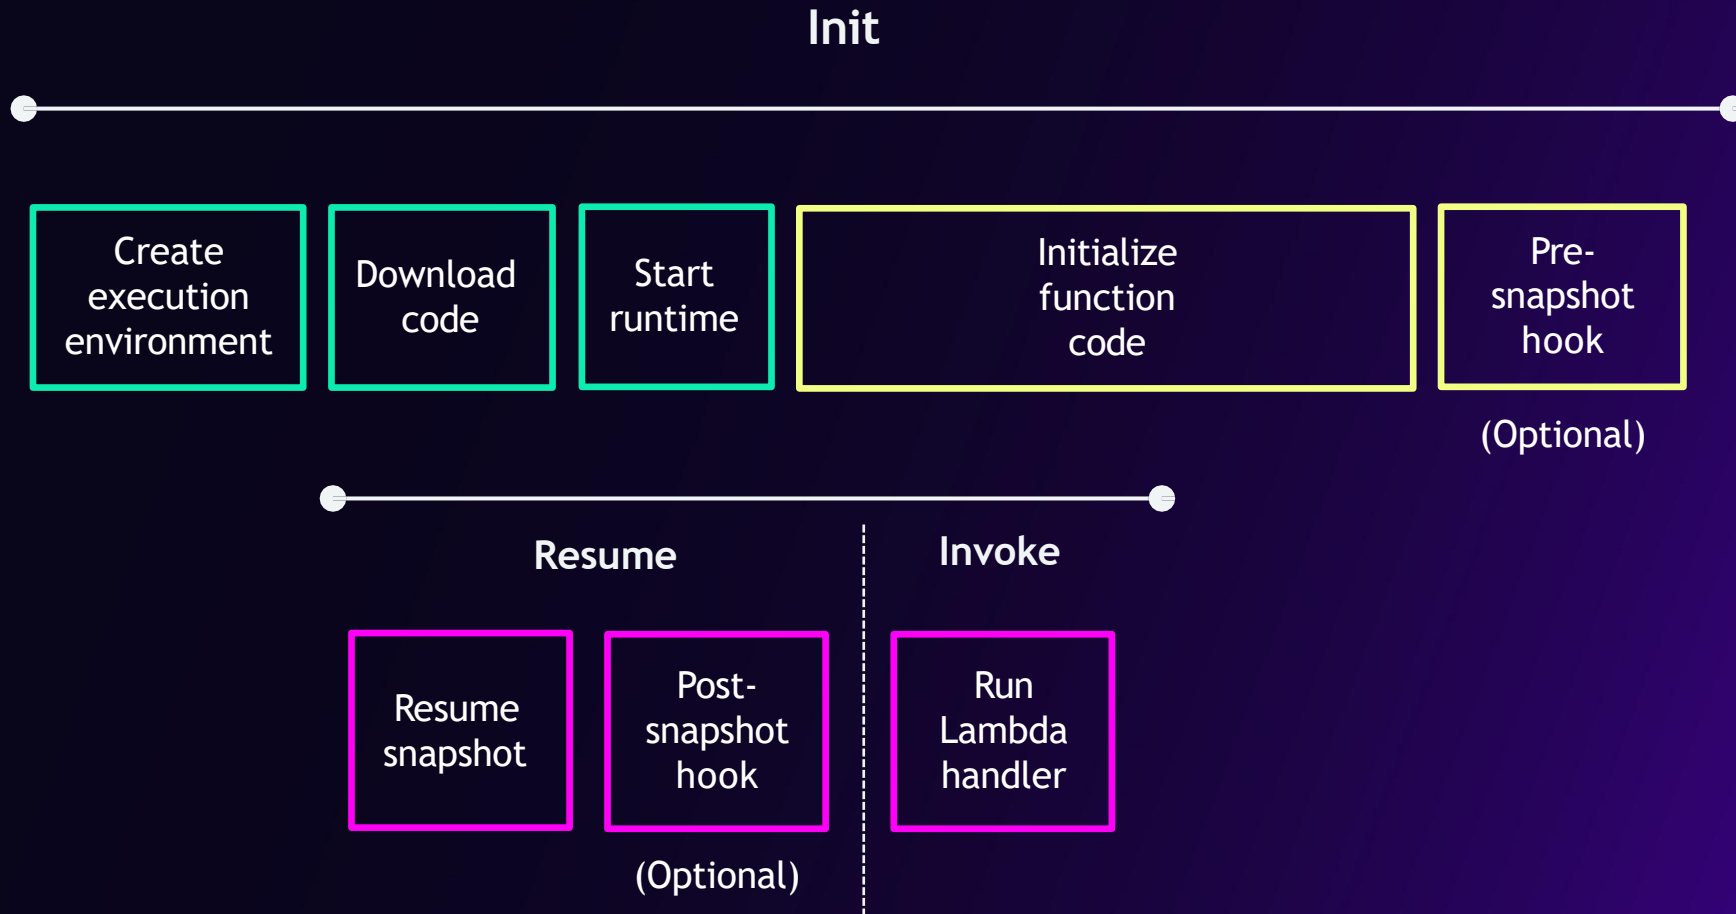 Init
Create
execution
environment
Download
code
Start
runtime
Initialize
function
code
Pre-
snapshot
hook
(Optional)
Resume
Invoke
Resume
snapshot
Post-
snapshot
hook
(Optional)
Run
Lambda
handler